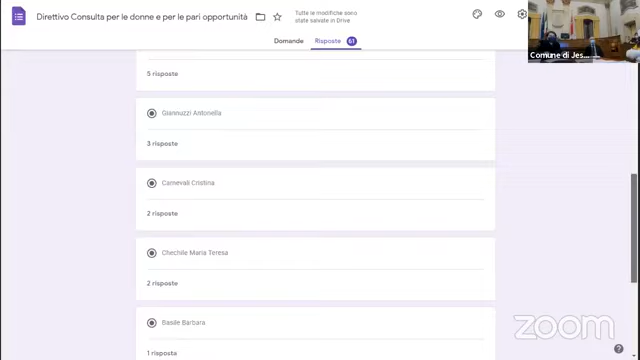 Direttivo Consulta per le donne e per le pari opportunità
Tutte le modifiche sono
state salvate in Drive
Domande
Risposte 61
Comune di Jes...
5 risposte
Giannuzzi Antonella
3 risposte
Carnevali Cristina
2 risposte
Chechile Maria Teresa
2 risposte
Basile Barbara
1 risposta
zoom